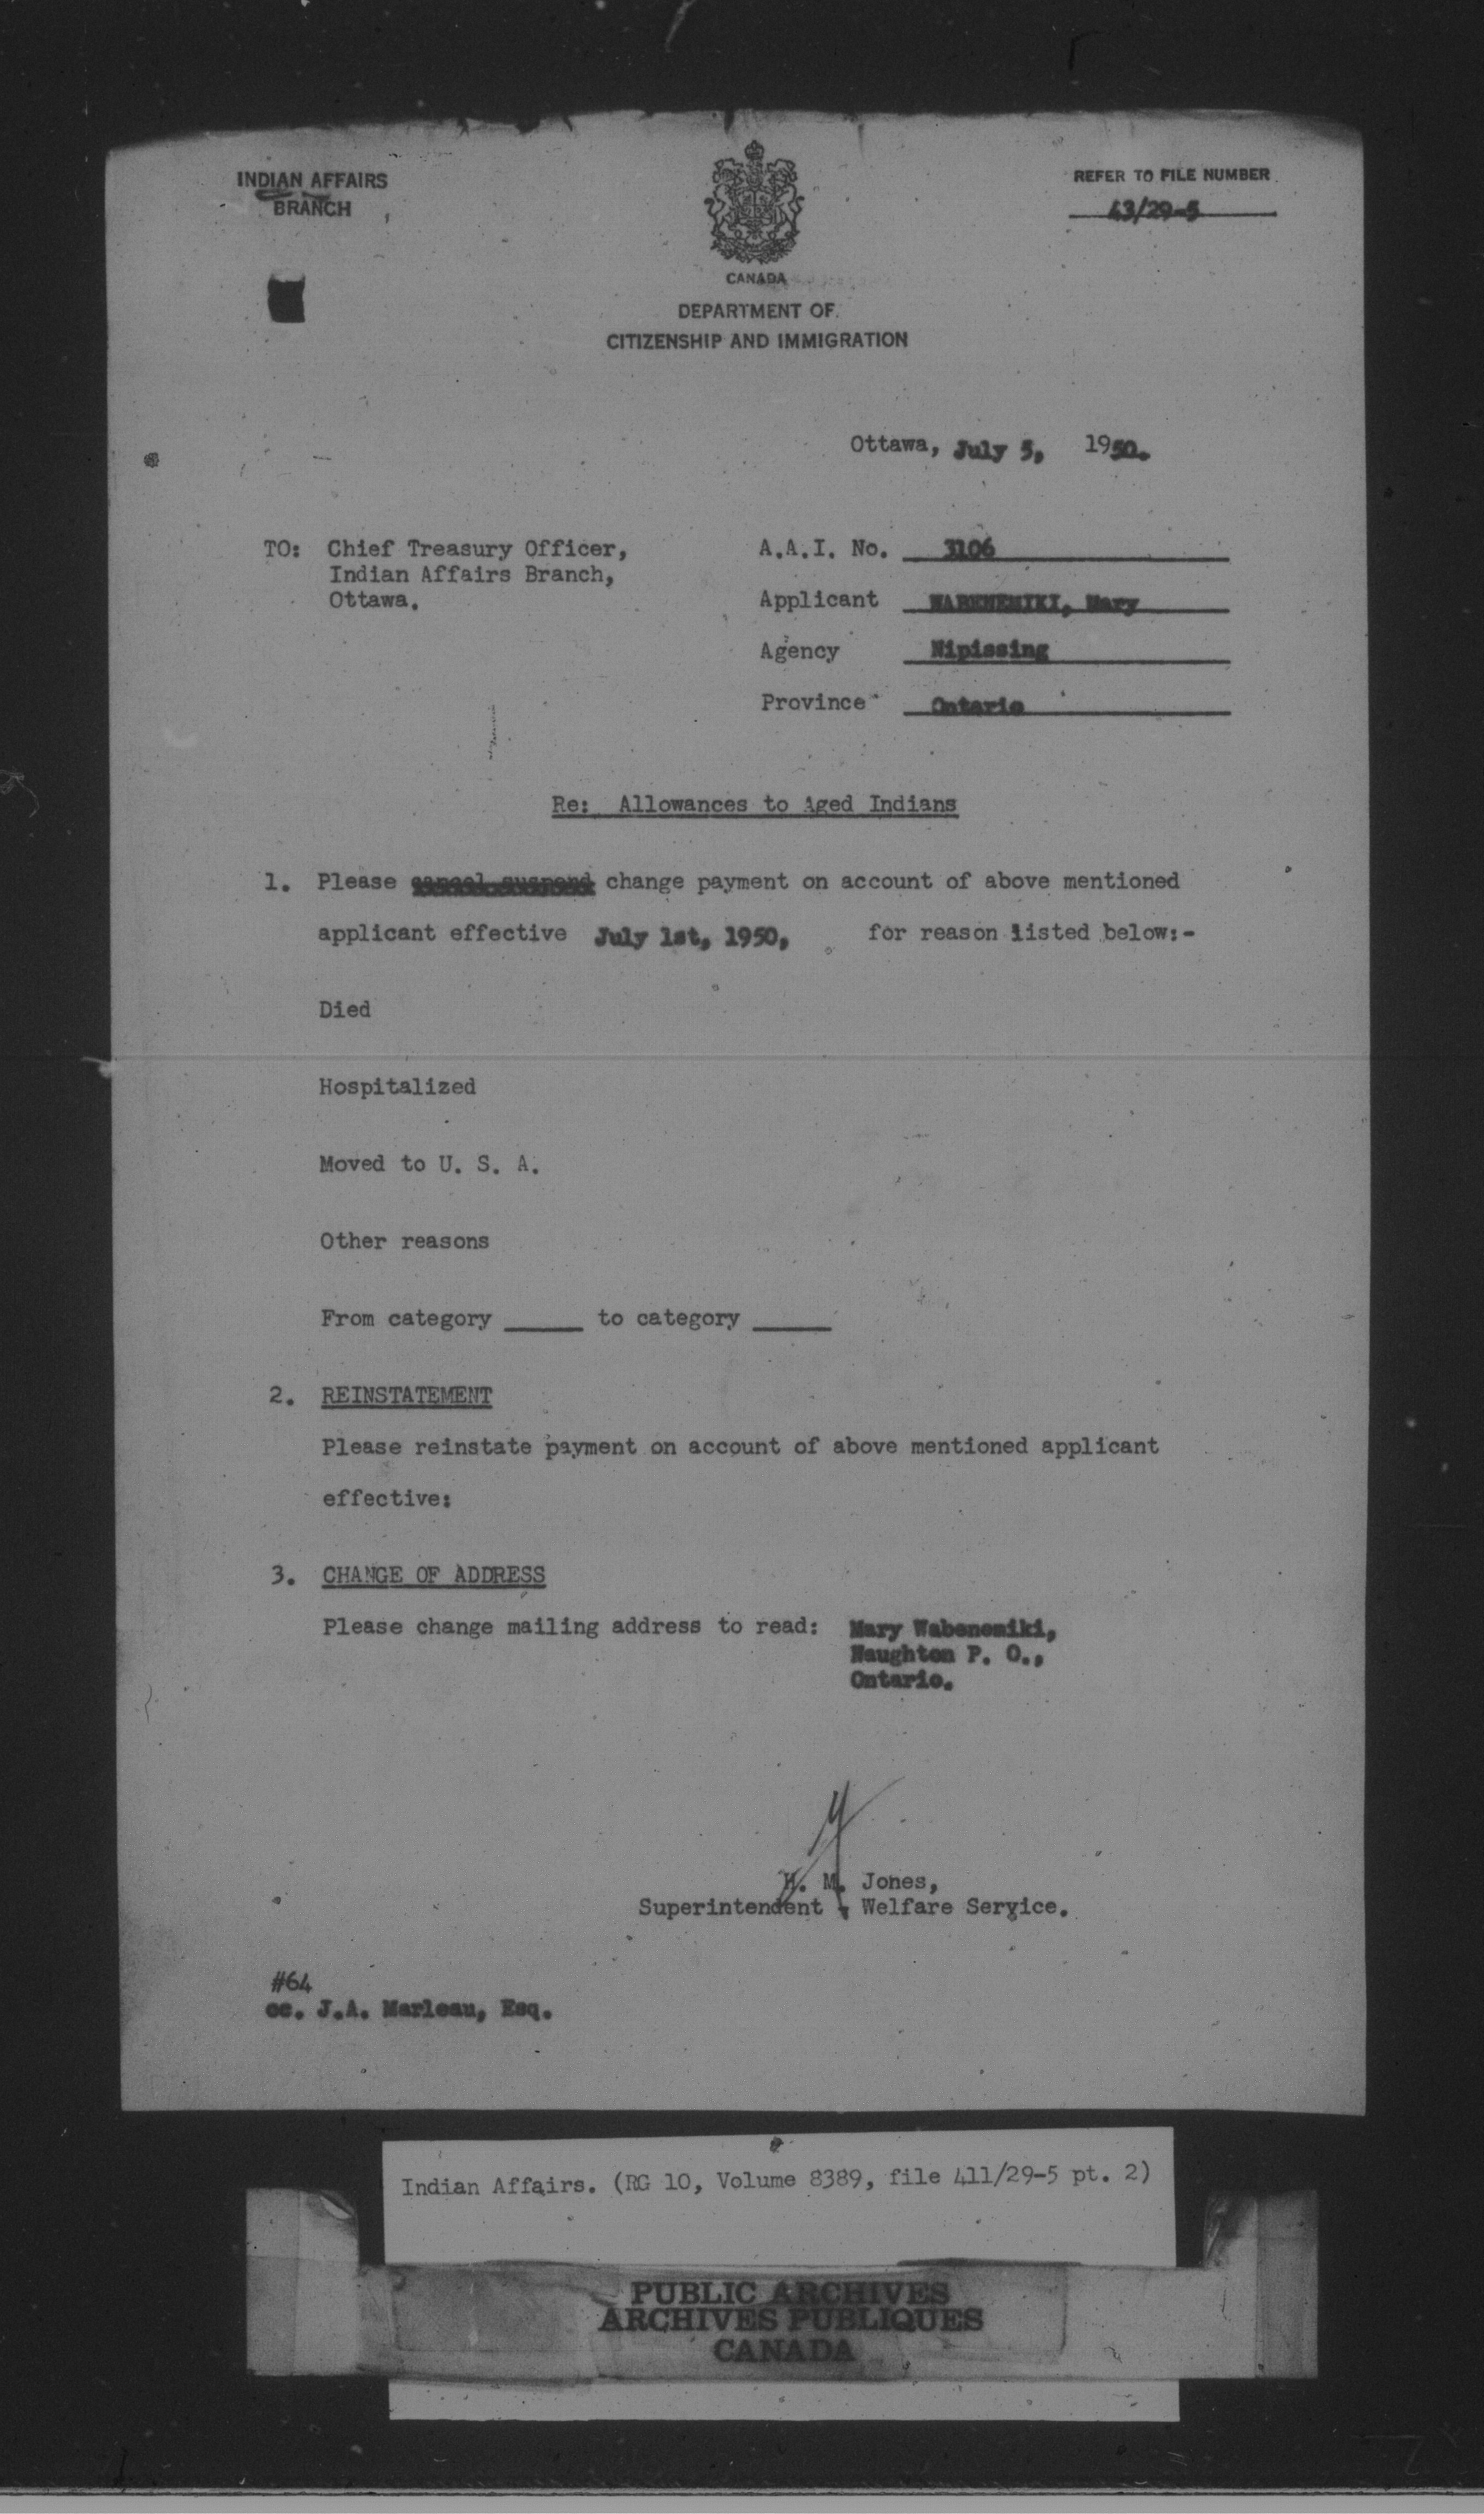 INDIAN AFFAIRS
BRANCH
REFER TO FILE NUMBER
43/29-5
CANADA
DEPARTMENT OF
CITIZENSHIP AND IMMIGRATION
Ottawa, July 5, 1950.
TO: Chief Treasury Officer,
Indian Affairs Branch,
Ottawa.
A.A.I. No. 3106
Applicant WABENEMIKI, Mary
Agency Nipissing
Province Ontario
Re: Allowances to Aged Indians
1. Please cancel suspend change payment on account of above mentioned
applicant effective July 1st, 1950, for reason listed below:-
Died
Hospitalized
Moved to U. S. A.
Other reasons
From category _____ to category _____
2. REINSTATEMENT
Please reinstate payment on account of above mentioned applicant
effective:
3. CHANGE OF ADDRESS
Please change mailing address to read: Mary Wabenemiki,
Naughton P. O.,
Ontario.
H. M. Jones,
Superintendent, Welfare Service.
#64
cc. J.A. Marleau, Esq.
Indian Affairs. (RG 10, Volume 8389, file 411/29-5 pt. 2)
PUBLIC ARCHIVES
ARCHIVES PUBLIQUES
CANADA